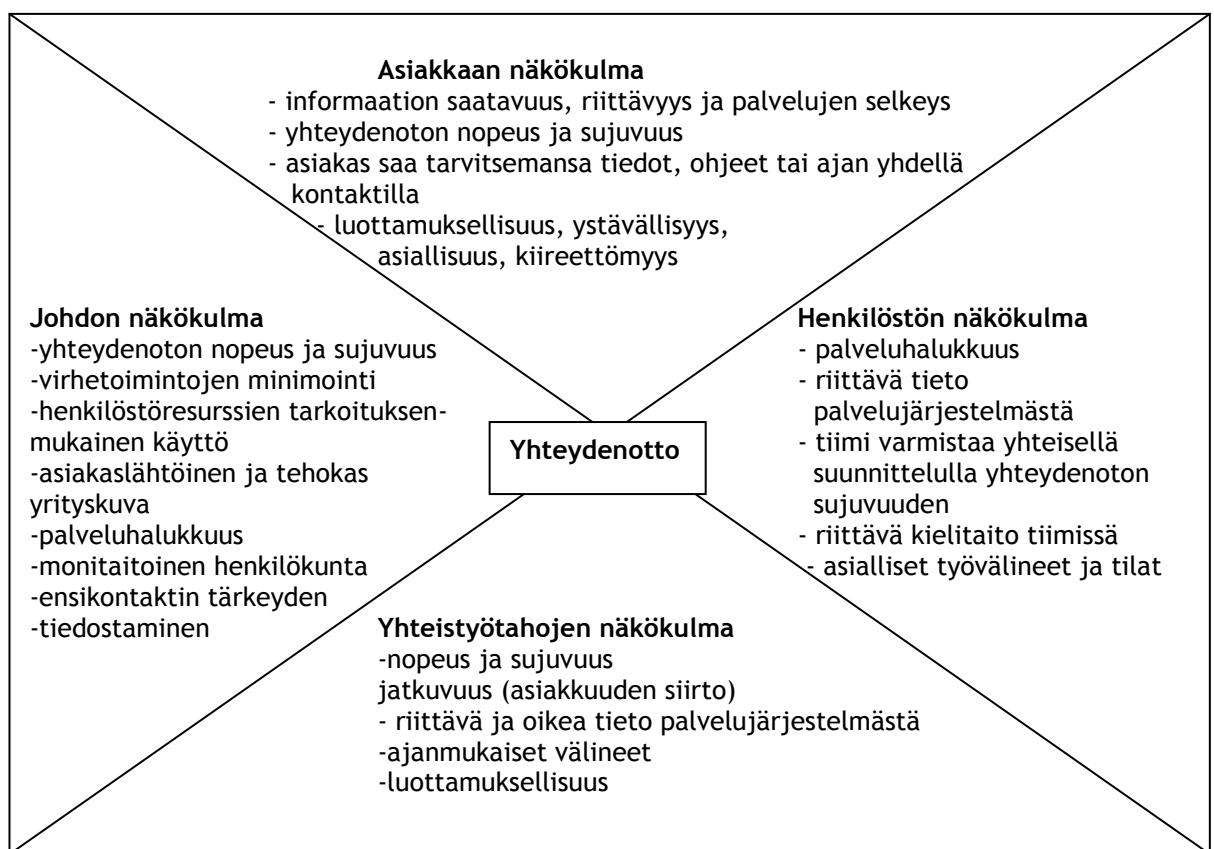 Asiakkaan näkökulma
- informaation saatavuus, riittävyys ja palvelujen selkeys
- yhteydenoton nopeus ja sujuvuus
- asiakas saa tarvitsemansa tiedot, ohjeet tai ajan yhdellä
kontaktilla
- luottamuksellisuus, ystävällisyys,
asiallisuus, kiireettömyys
Johdon näkökulma
-yhteydenoton nopeus ja sujuvuus
-virhetoimintojen minimointi
-henkilöstöresurssien tarkoituksen-
mukainen käyttö
-asiakaslähtöinen ja tehokas
yrityskuva
-palveluhalukkuus
-monitaitoinen henkilökunta
-ensikontaktin tärkeyden
-tiedostaminen
Yhteydenotto
Henkilöstön näkökulma
- palveluhalukkuus
- riittävä tieto
palvelujärjestelmästä
- tiimi varmistaa yhteisellä
suunnittelulla yhteydenoton
sujuvuuden
- riittävä kielitaito tiimissä
- asialliset työvälineet ja tilat
Yhteistyötahojen näkökulma
-nopeus ja sujuvuus
jatkuvuus (asiakkuuden siirto)
- riittävä ja oikea tieto palvelujärjestelmästä
-ajanmukaiset välineet
-luottamuksellisuus